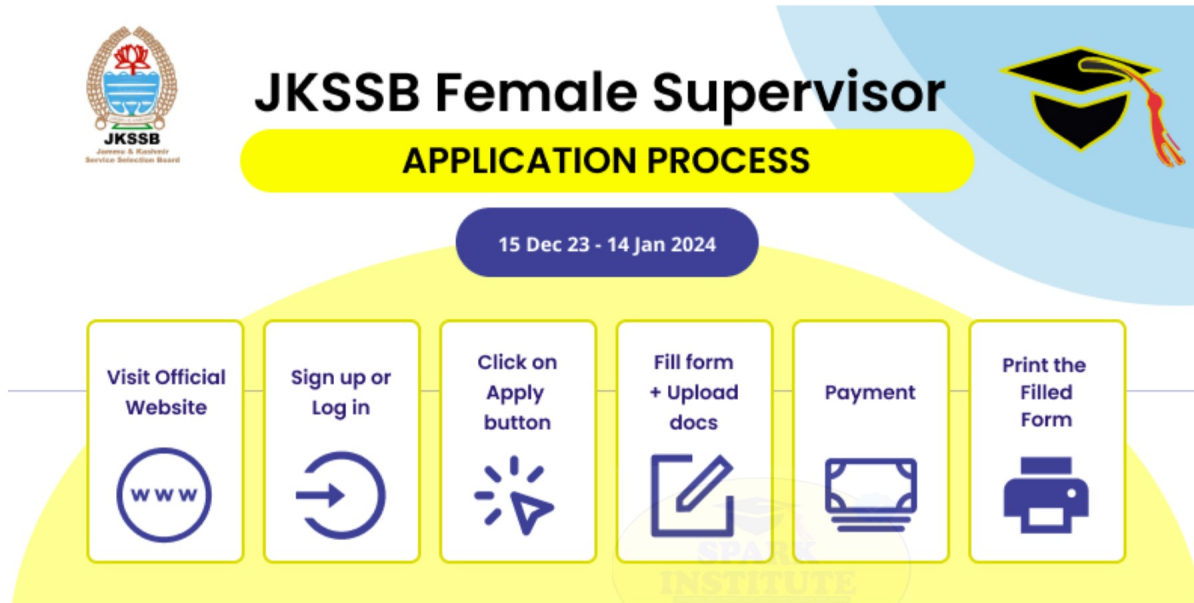 JKSSB
Jammu & Kashmir
Service Selection Board
JKSSB Female Supervisor
APPLICATION PROCESS
15 Dec 23 - 14 Jan 2024
Visit Official
Website
www
Sign up or
Log in
Click on
Apply
button
Fill form
+ Upload
docs
Payment
Print the
Filled
Form
SPARK
INSTITUTE